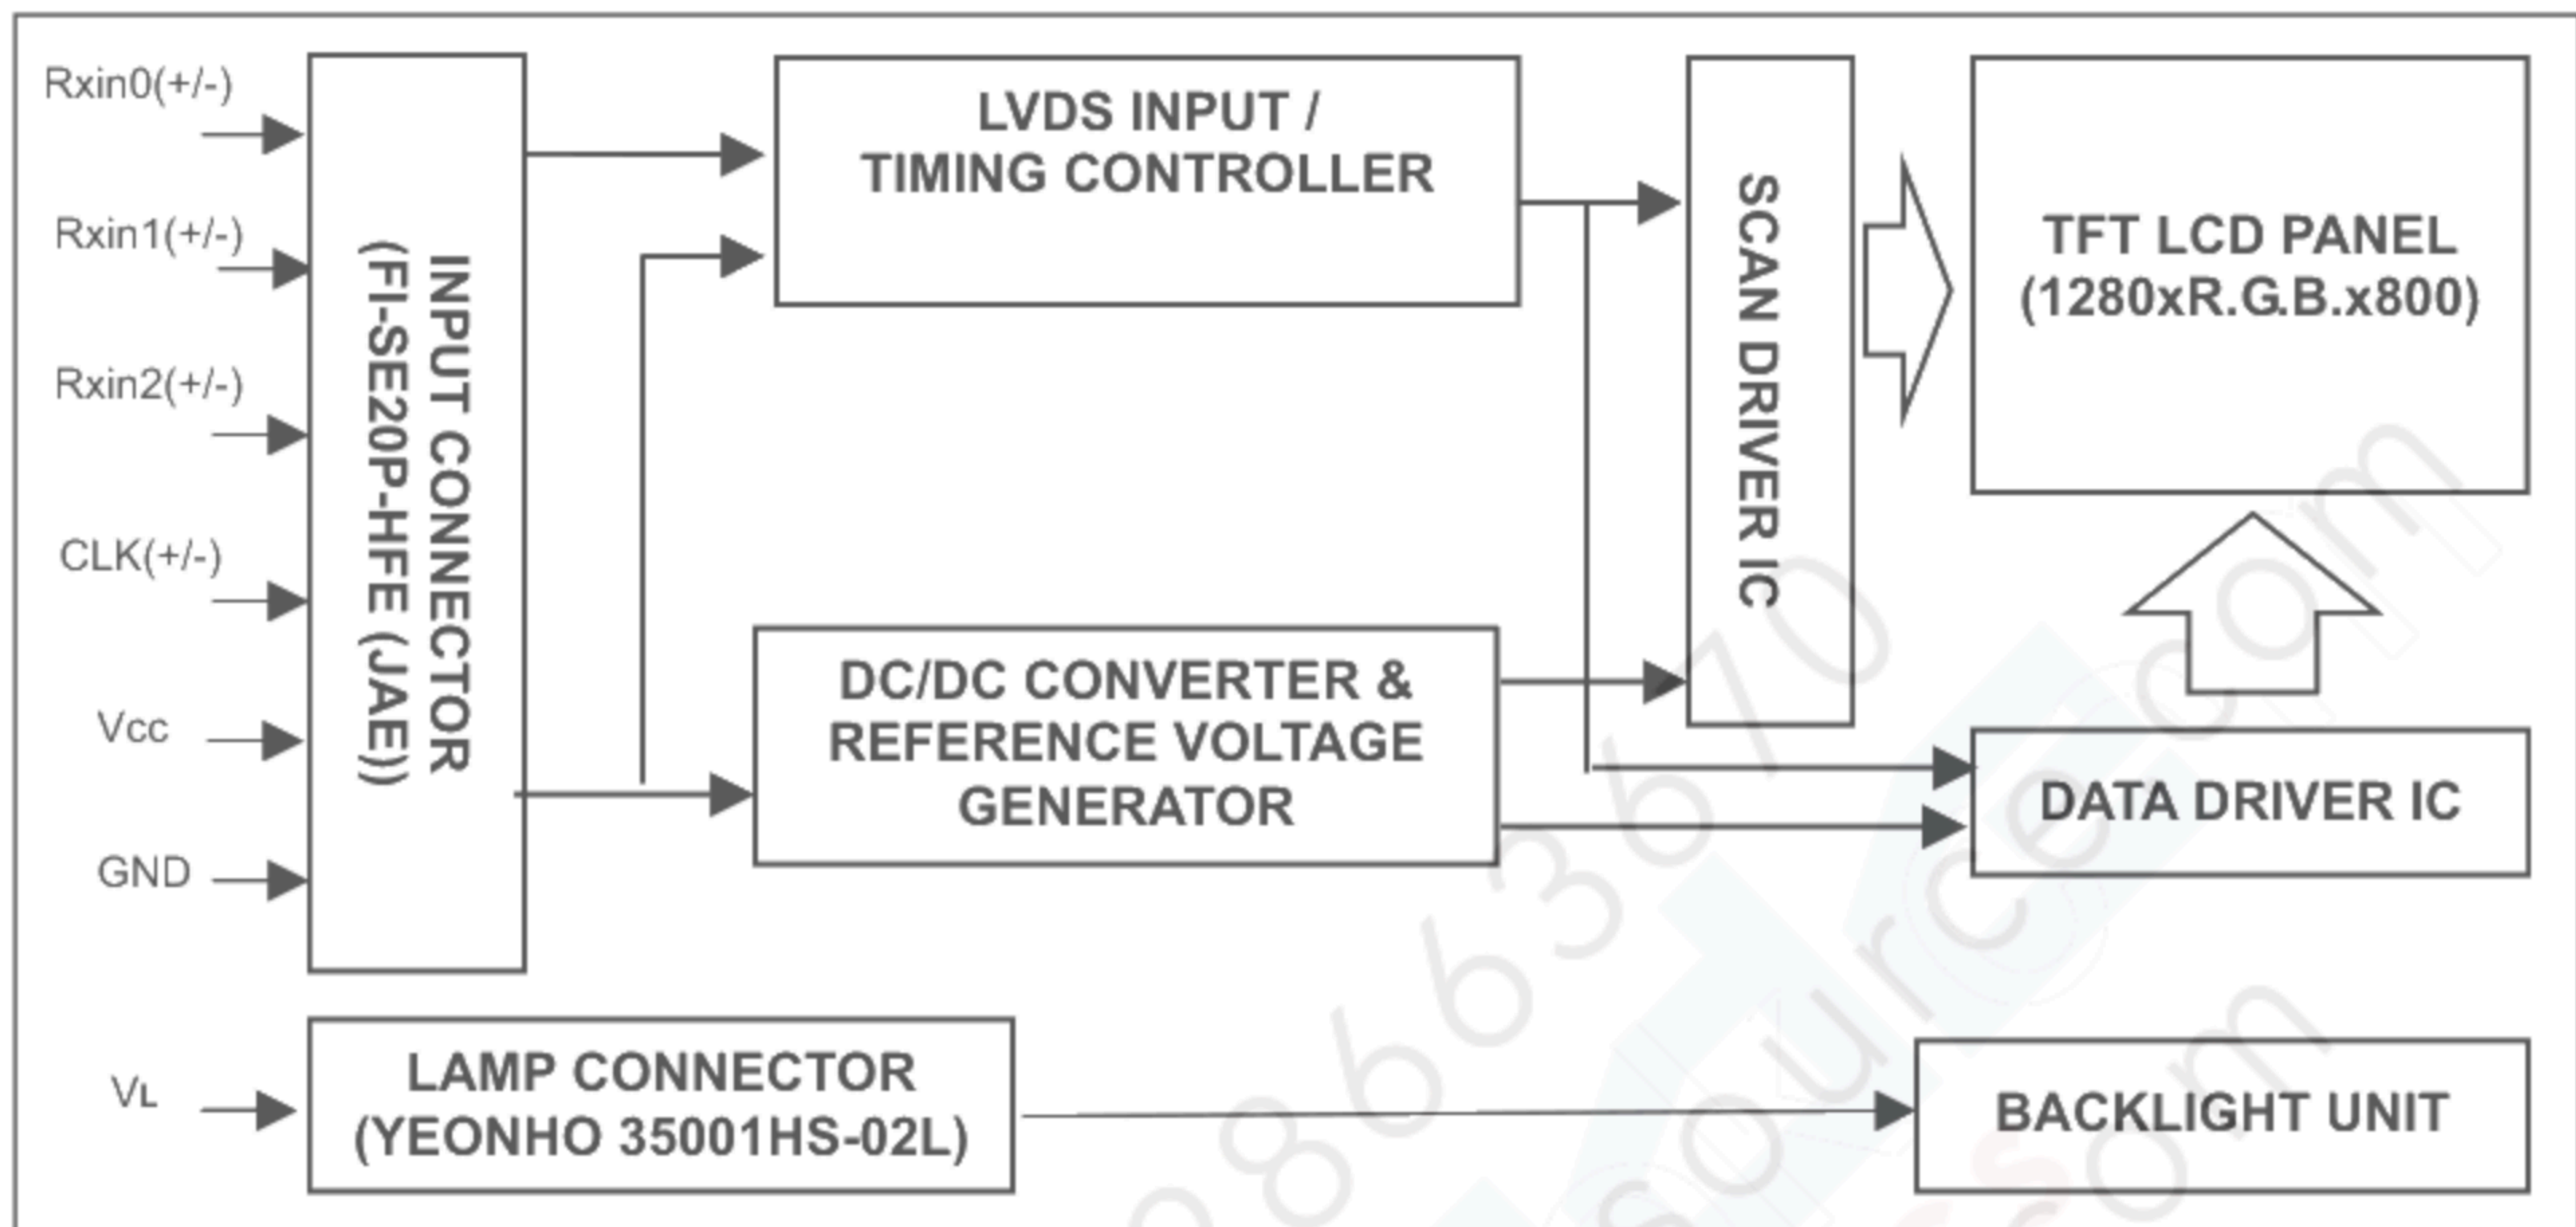 Rxin0(+/-)
Rxin1(+/-)
Rxin2(+/-)
CLK(+/-)
Vcc
GND
VL
INPUT CONNECTOR
(FI-SE20P-HFE (JAE))
LVDS INPUT /
TIMING CONTROLLER
DC/DC CONVERTER &
REFERENCE VOLTAGE
GENERATOR
SCAN DRIVER IC
TFT LCD PANEL
(1280xR.G.B.x800)
DATA DRIVER IC
LAMP CONNECTOR
(YEONHO 35001HS-02L)
BACKLIGHT UNIT